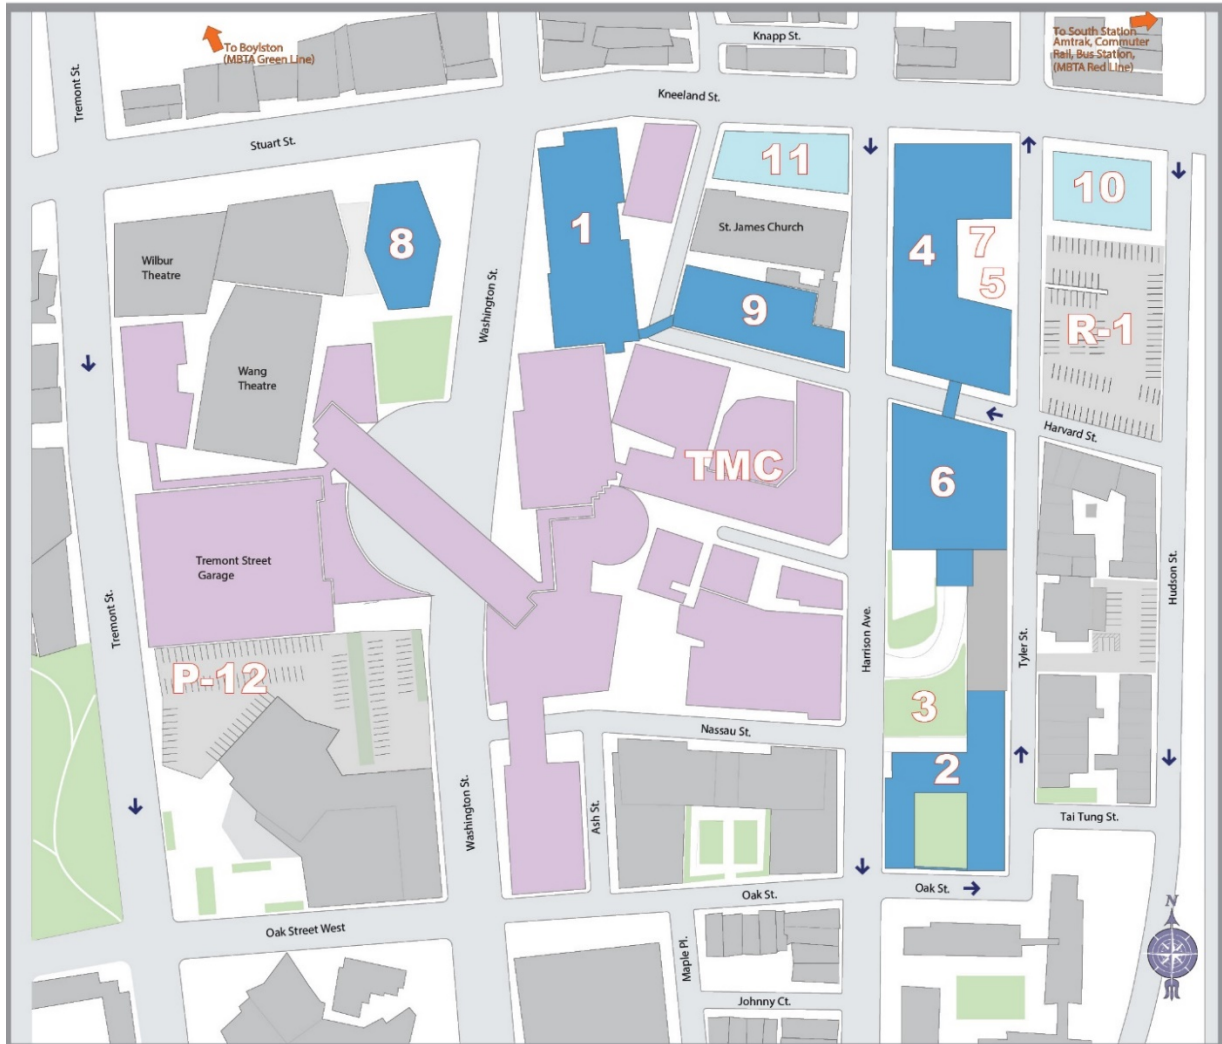 To Boylston
(MBTA Green Line)
Knapp St.
To South Station
Amtrak, Commuter
Rail, Bus Station,
(MBTA Red Line)
Tremont St.
Kneeland St.
Stuart St.
11
10
1
St. James Church
8
4
7
5
Wilbur
Theatre
Washington St.
9
R-1
Wang
Theatre
Harvard St.
TMC
6
Tremont Street
Garage
Hudson St.
Tremont St.
Harrison Ave.
Tyler St.
P-12
3
Nassau St.
2
Washington St.
Ash St.
Tai Tung St.
Oak St.
Oak St.
Oak Street West
N
Maple Pl.
Johnny Ct.